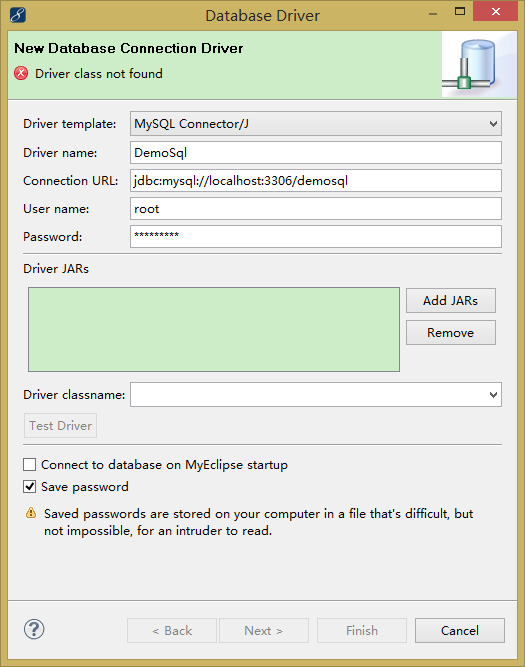 Database Driver
New Database Connection Driver
Driver class not found
Driver template: MySQL Connector/J
Driver name: DemoSql
Connection URL: jdbc:mysql://localhost:3306/demosql
User name: root
Password: *********
Driver JARs
Add JARs
Remove
Driver classname:
Test Driver
Connect to database on MyEclipse startup
Save password
Saved passwords are stored on your computer in a file that's difficult, but
not impossible, for an intruder to read.
? < Back Next > Finish Cancel